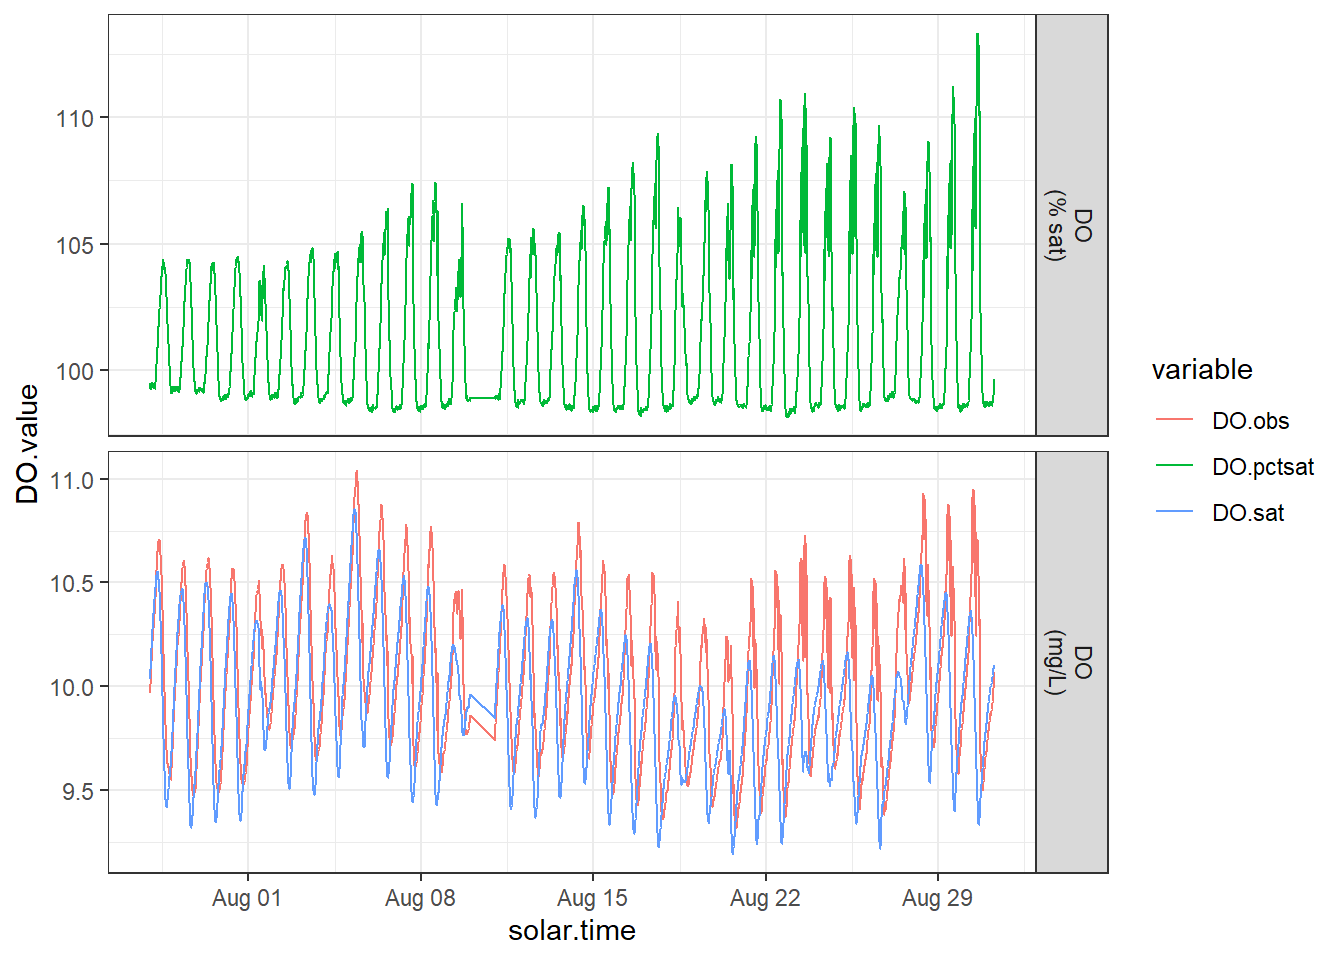 110
105
100
DO
(% sat)
DO.value
11.0
10.5
10.0
9.5
DO
(mg/L)
Aug 01
Aug 08
Aug 15
Aug 22
Aug 29
solar.time
variable
DO.obs
DO.pctsat
DO.sat